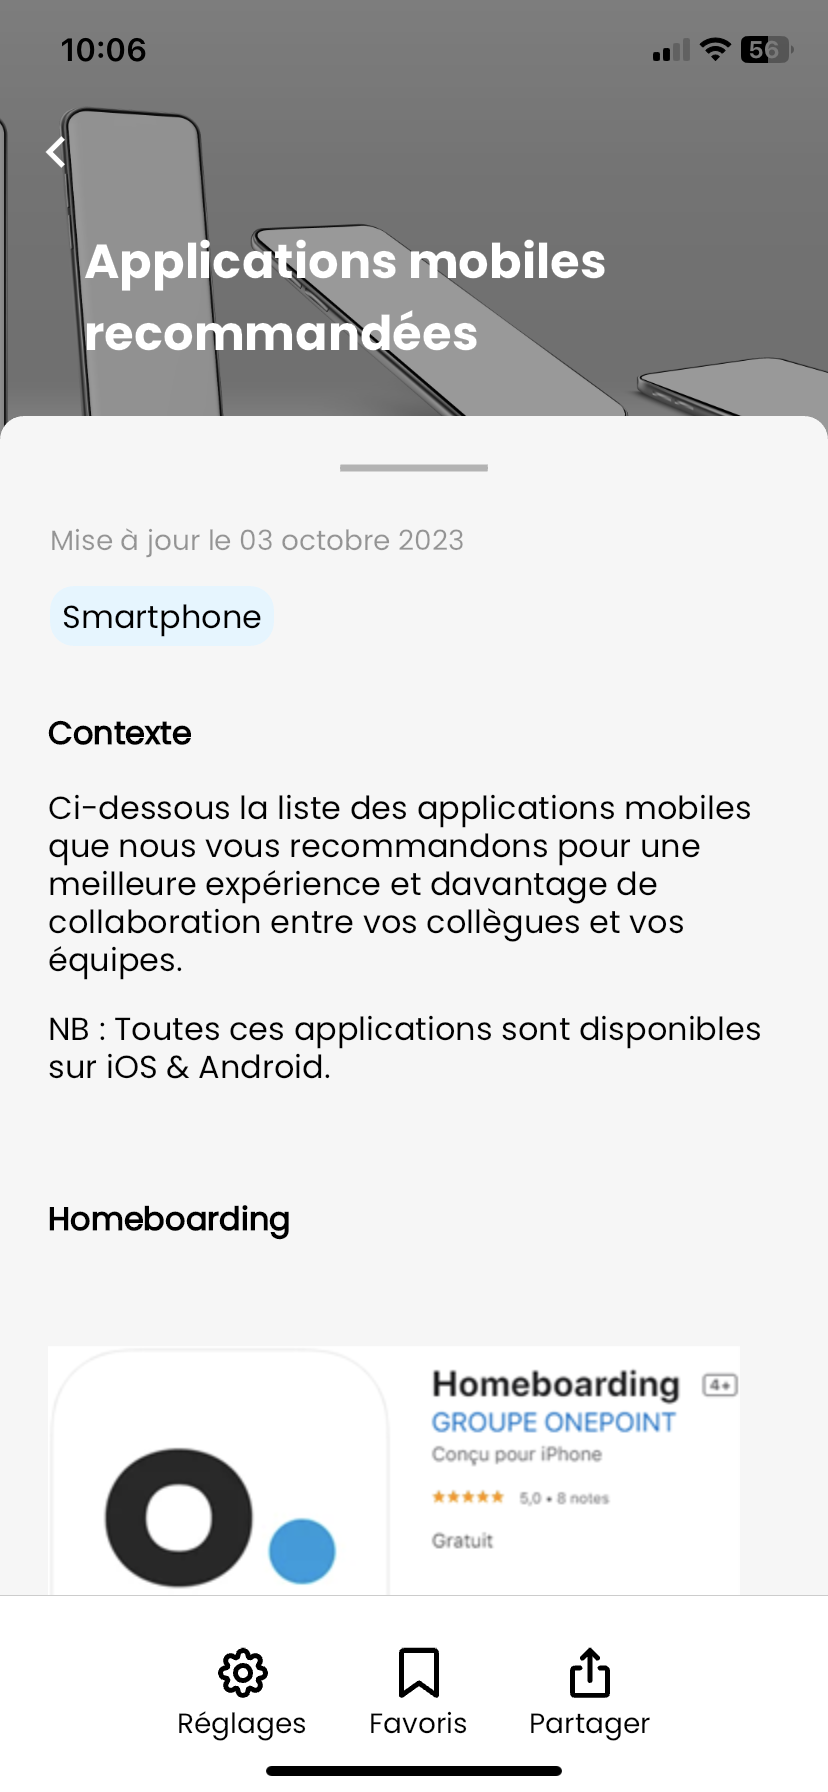 10:06
56
Applications mobiles
recommandées
Mise à jour le 03 octobre 2023
Smartphone
Contexte
Ci-dessous la liste des applications mobiles
que nous vous recommandons pour une
meilleure expérience et davantage de
collaboration entre vos collègues et vos
équipes.
NB : Toutes ces applications sont disponibles
sur iOS & Android.
Homeboarding
Homeboarding 4+
GROUPE ONEPOINT
Conçu pour iPhone
★★★★★ 5,0 • 8 notes
Gratuit
o.
Réglages Favoris Partager